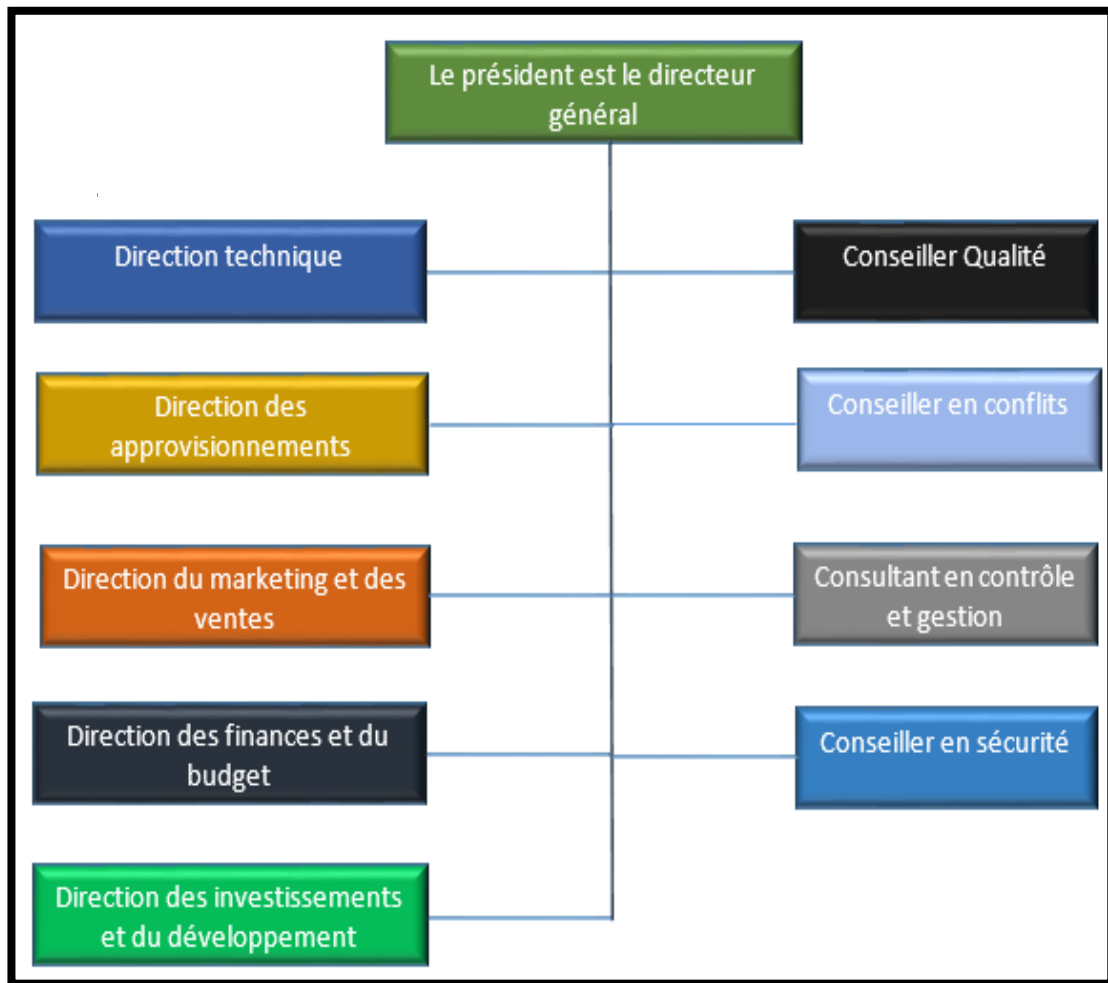 Le président est le directeur
général
Direction technique
Conseiller Qualité
Direction des
approvisionnements
Conseiller en conflits
Direction du marketing et des
ventes
Consultant en contrôle
et gestion
Direction des finances et du
budget
Conseiller en sécurité
Direction des investissements
et du développement